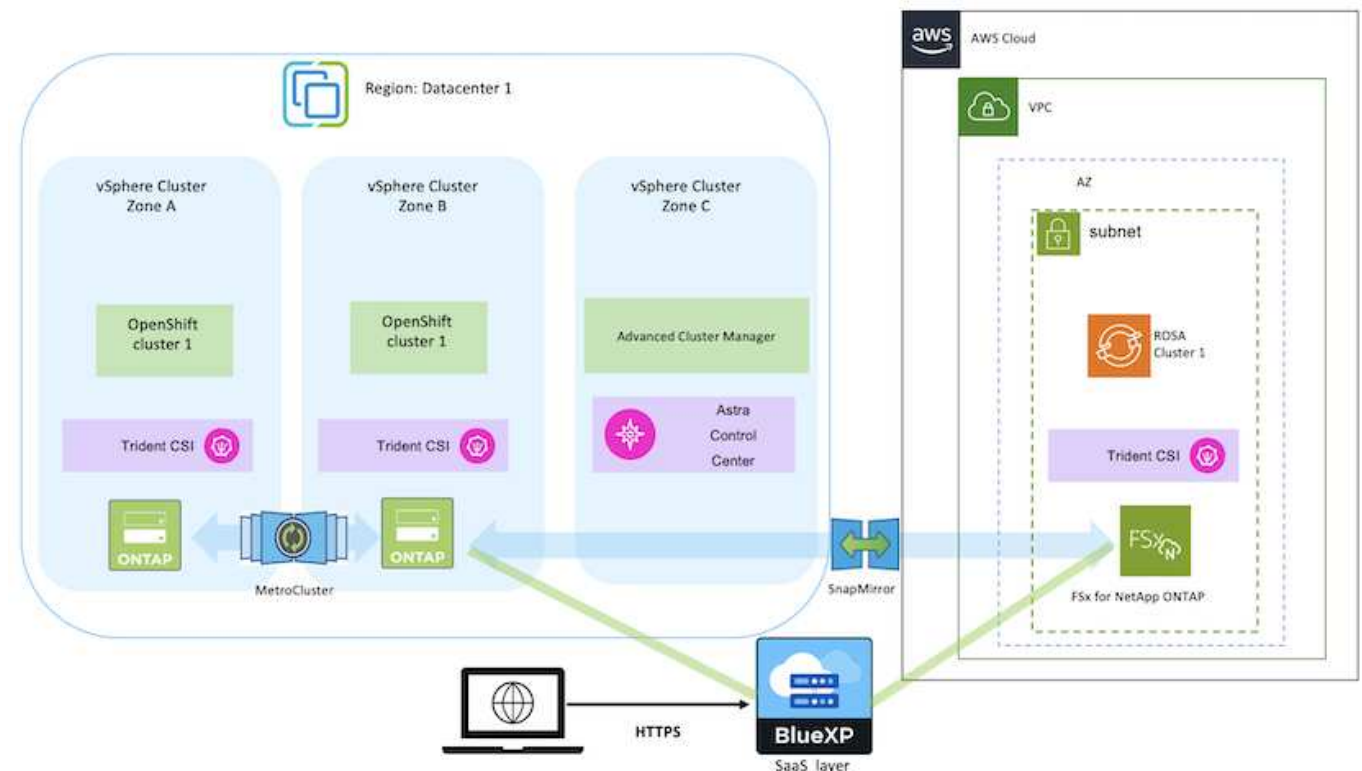 aws
AWS Cloud
Region: Datacenter 1
VPC
vSphere Cluster
Zone A
vSphere Cluster
Zone B
vSphere Cluster
Zone C
AZ
subnet
OpenShift
cluster 1
OpenShift
cluster 1
Advanced Cluster Manager
ROSA
Cluster 1
Trident CSI
Trident CSI
Astra
Control
Center
Trident CSI
ONTAP
ONTAP
FSx
N
MetroCluster
SnapMirror
FSx for NetApp ONTAP
HTTPS
BlueXP
SaaS layer